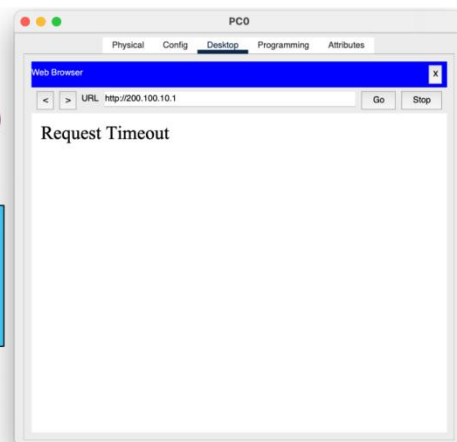 PC0
Physical Config Desktop Programming Attributes
Web Browser
X
< > URL http://200.100.10.1 Go Stop
Request Timeout